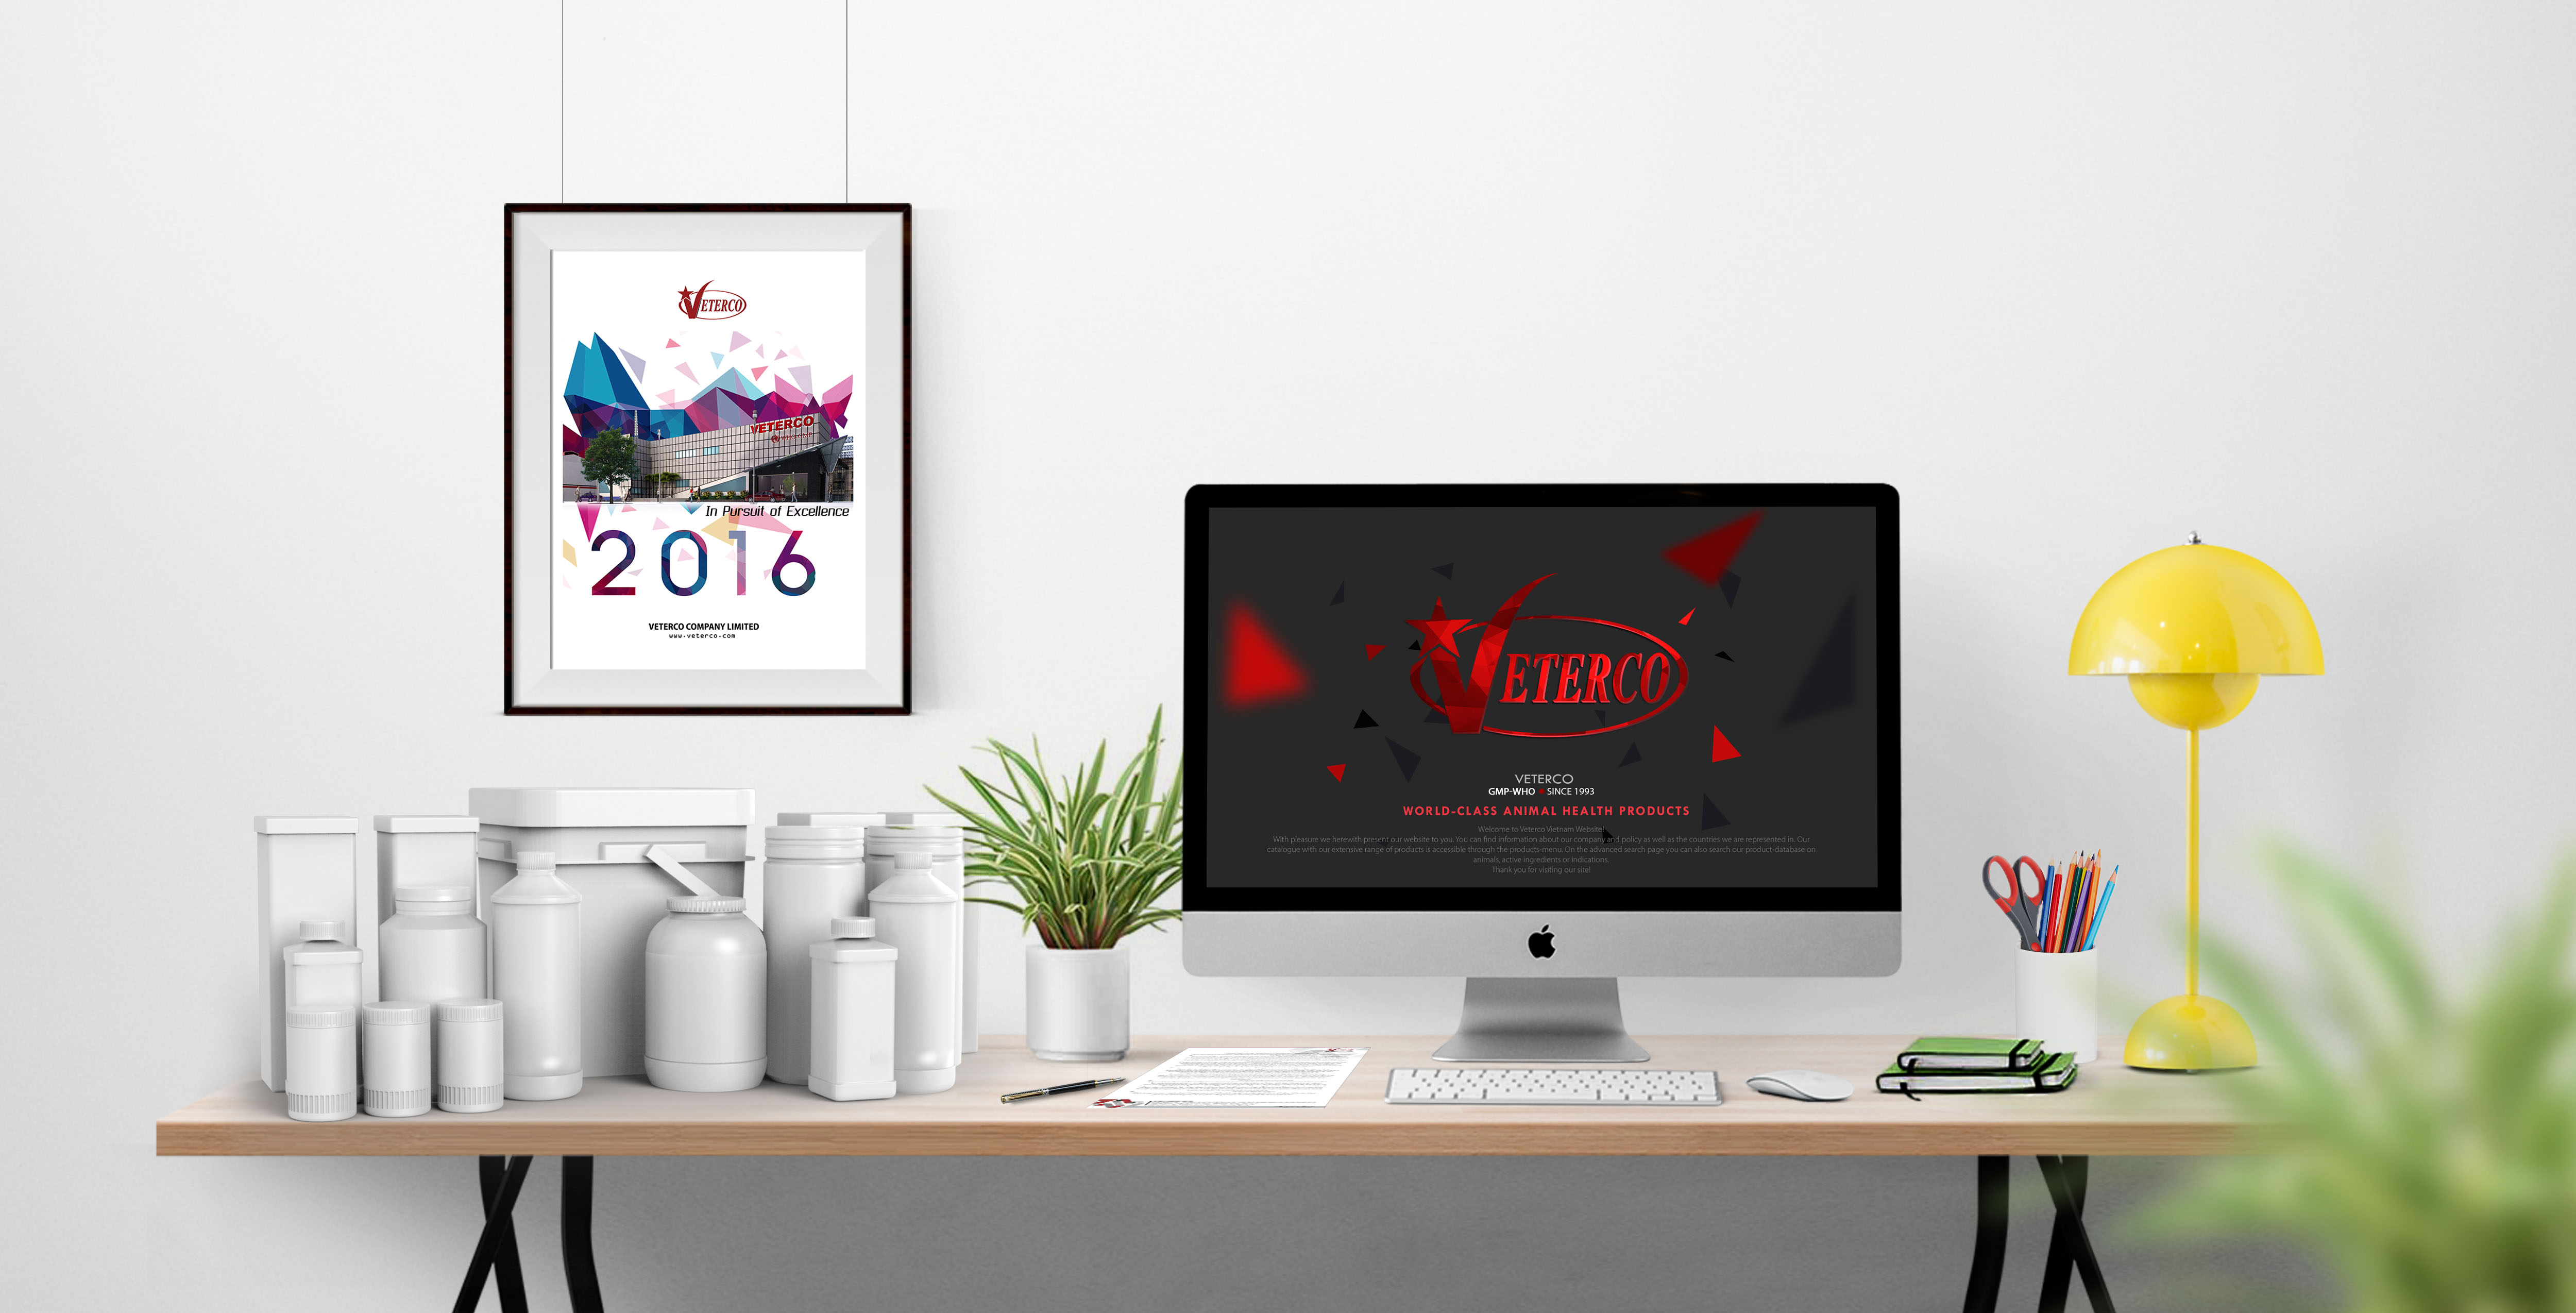 VETERCO
VETERCO
In Pursuit of Excellence
2016
VETERCO COMPANY LIMITED
www.veterco.com
VETERCO
VETERCO
GMP-WHO SINCE 1993
WORLD-CLASS ANIMAL HEALTH PRODUCTS
Welcome to Veterco Vietnam Website!
With pleasure we herewith present our website to you. You can find information about our company and policy as well as the countries we are represented in. Our
catalogue with our extensive range of products is accessible through the products menu. On the advanced search page you can also search our product-database on
animals, active ingredients or indications.
Thank you for visiting our site!